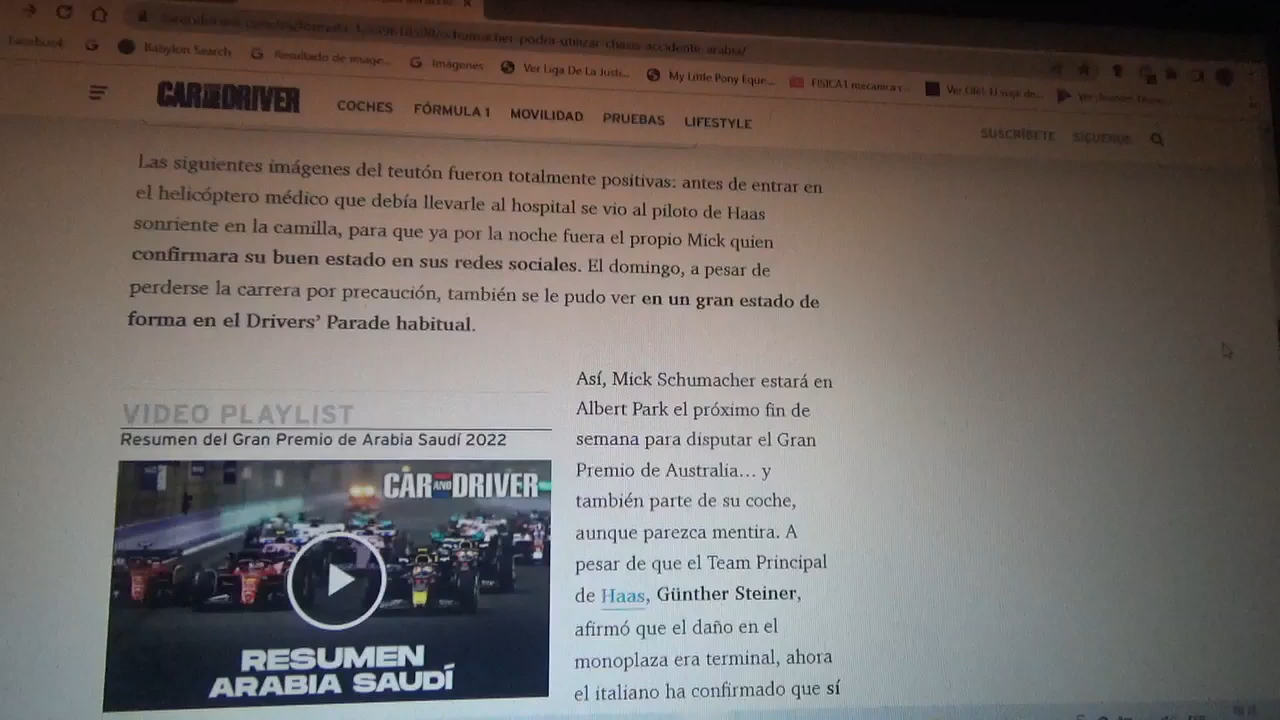 Facebook
Babylon Search
Resultado de image...
Imágenes
Ver Liga De La Justi...
My Little Pony Eque...
CAR AND DRIVER
COCHES
FÓRMULA 1
MOVILIDAD
PRUEBAS
LIFESTYLE
SUSCRÍBETE
SÍGUENOS
Las siguientes imágenes del teutón fueron totalmente positivas: antes de entrar en
el helicóptero médico que debía llevarle al hospital se vio al piloto de Haas
sonriente en la camilla, para que ya por la noche fuera el propio Mick quien
confirmara su buen estado en sus redes sociales. El domingo, a pesar de
perderse la carrera por precaución, también se le pudo ver en un gran estado de
forma en el Drivers’ Parade habitual.
VIDEO PLAYLIST
Resumen del Gran Premio de Arabia Saudí 2022
CAR AND DRIVER
RESUMEN
ARABIA SAUDÍ
Así, Mick Schumacher estará en
Albert Park el próximo fin de
semana para disputar el Gran
Premio de Australia… y
también parte de su coche,
aunque parezca mentira. A
pesar de que el Team Principal
de Haas, Günther Steiner,
afirmó que el daño en el
monoplaza era terminal, ahora
el italiano ha confirmado que sí